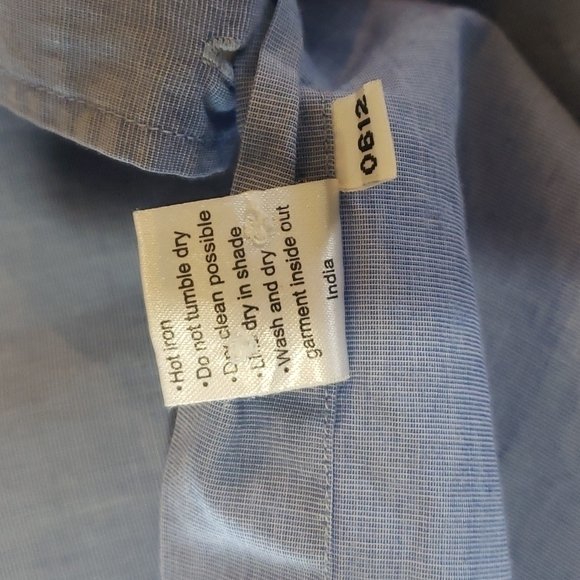 •Hot iron
•Do not tumble dry
clean possible
dry in shade
•Wash and dry
garment inside out
India
0612